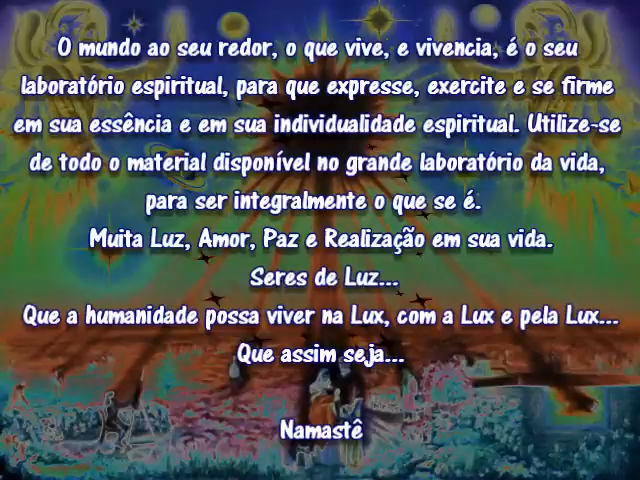 O mundo ao seu redor, o que vive, e vivencia, é o seu
laboratório espiritual, para que expresse, exercite e se firme
em sua essência e em sua individualidade espiritual. Utilize-se
de todo o material disponível no grande laboratório da vida,
para ser integralmente o que se é.
Muita Luz, Amor, Paz e Realização em sua vida.
Seres de Luz...
Que a humanidade possa viver na Lux, com a Lux e pela Lux...
Que assim seja...
Namastê